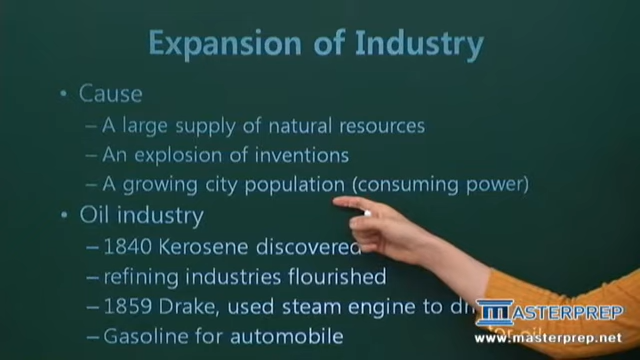 Expansion of Industry
• Cause
– A large supply of natural resources
– An explosion of inventions
– A growing city population (consuming power)
• Oil industry
– 1840 Kerosene discovered
– refining industries flourished
– 1859 Drake, used steam engine to
– Gasoline for automobile
MASTERPREP
www.masterprep.net